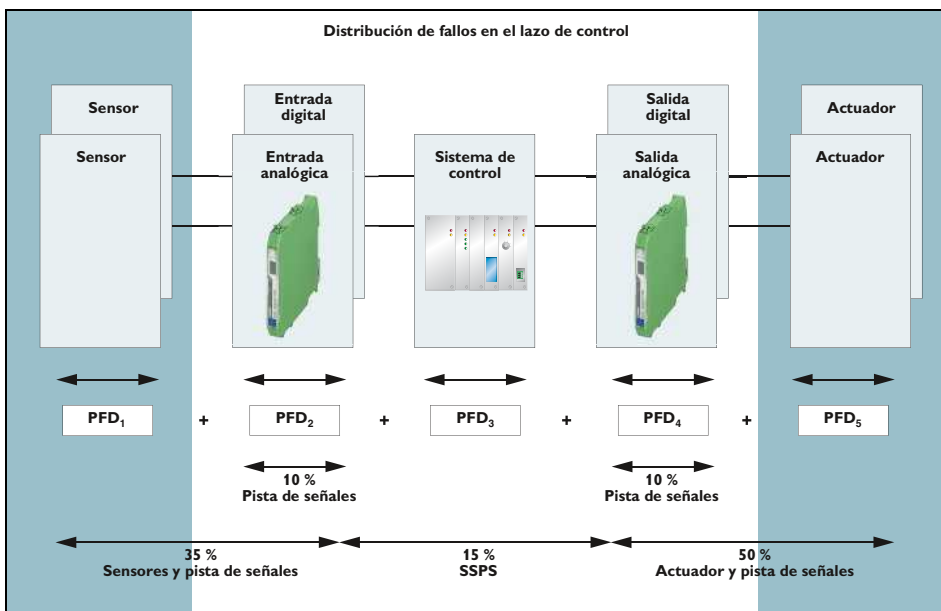 Distribución de fallos en el lazo de control
Sensor
Sensor
Entrada
digital
Entrada
analógica
Sistema de
control
Salida
digital
Salida
analógica
Actuador
Actuador
PFD₁ + PFD₂ + PFD₃ + PFD₄ + PFD₅
10 %
Pista de señales
10 %
Pista de señales
35 %
Sensores y pista de señales
15 %
SSPS
50 %
Actuador y pista de señales